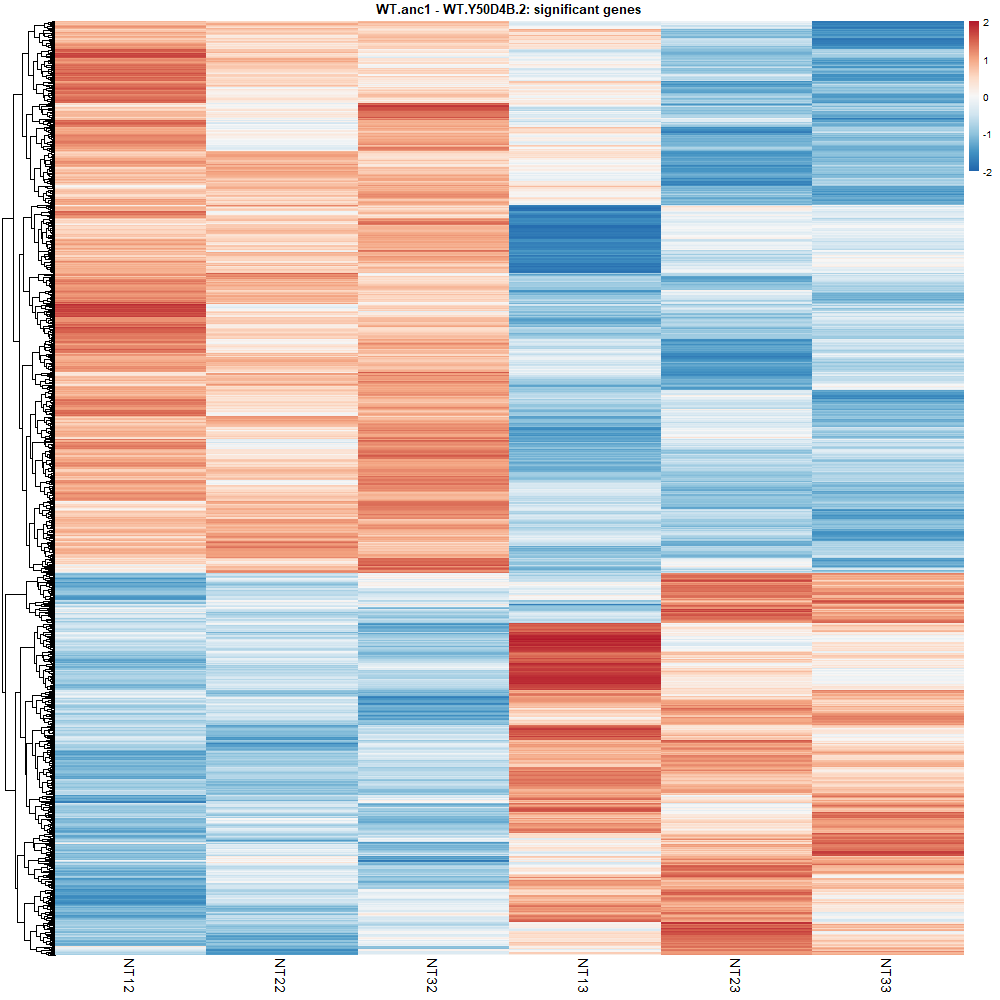 WT.anc1 - WT.Y50D4B.2: significant genes
2
1
0
-1
-2
NT12
NT22
NT32
NT13
NT23
NT33